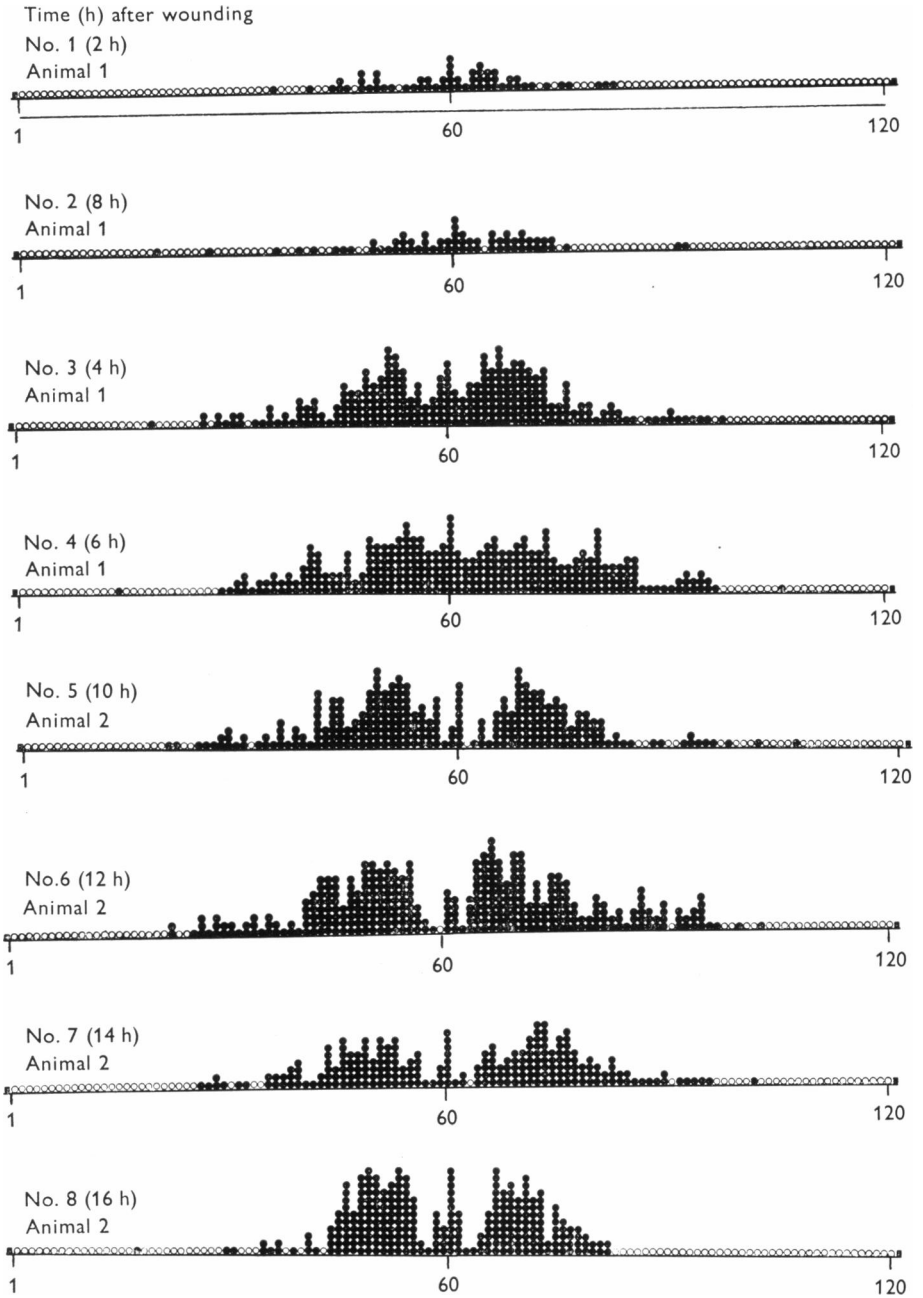 Time (h) after wounding
No. 1 (2 h)
Animal 1
1 60 120
No. 2 (8 h)
Animal 1
1 60 120
No. 3 (4 h)
Animal 1
1 60 120
No. 4 (6 h)
Animal 1
1 60 120
No. 5 (10 h)
Animal 2
1 60 120
No.6 (12 h)
Animal 2
1 60 120
No. 7 (14 h)
Animal 2
1 60 120
No. 8 (16 h)
Animal 2
1 60 120